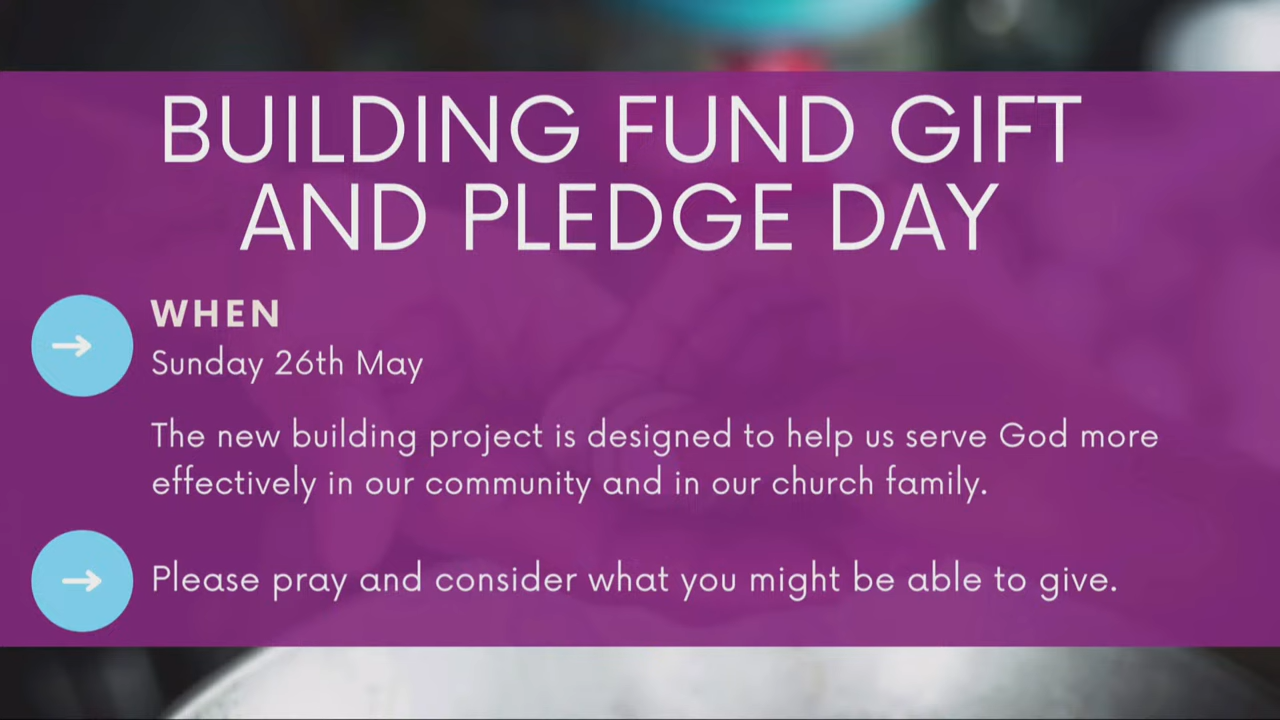 BUILDING FUND GIFT
AND PLEDGE DAY
WHEN
Sunday 26th May
The new building project is designed to help us serve God more
effectively in our community and in our church family.
Please pray and consider what you might be able to give.